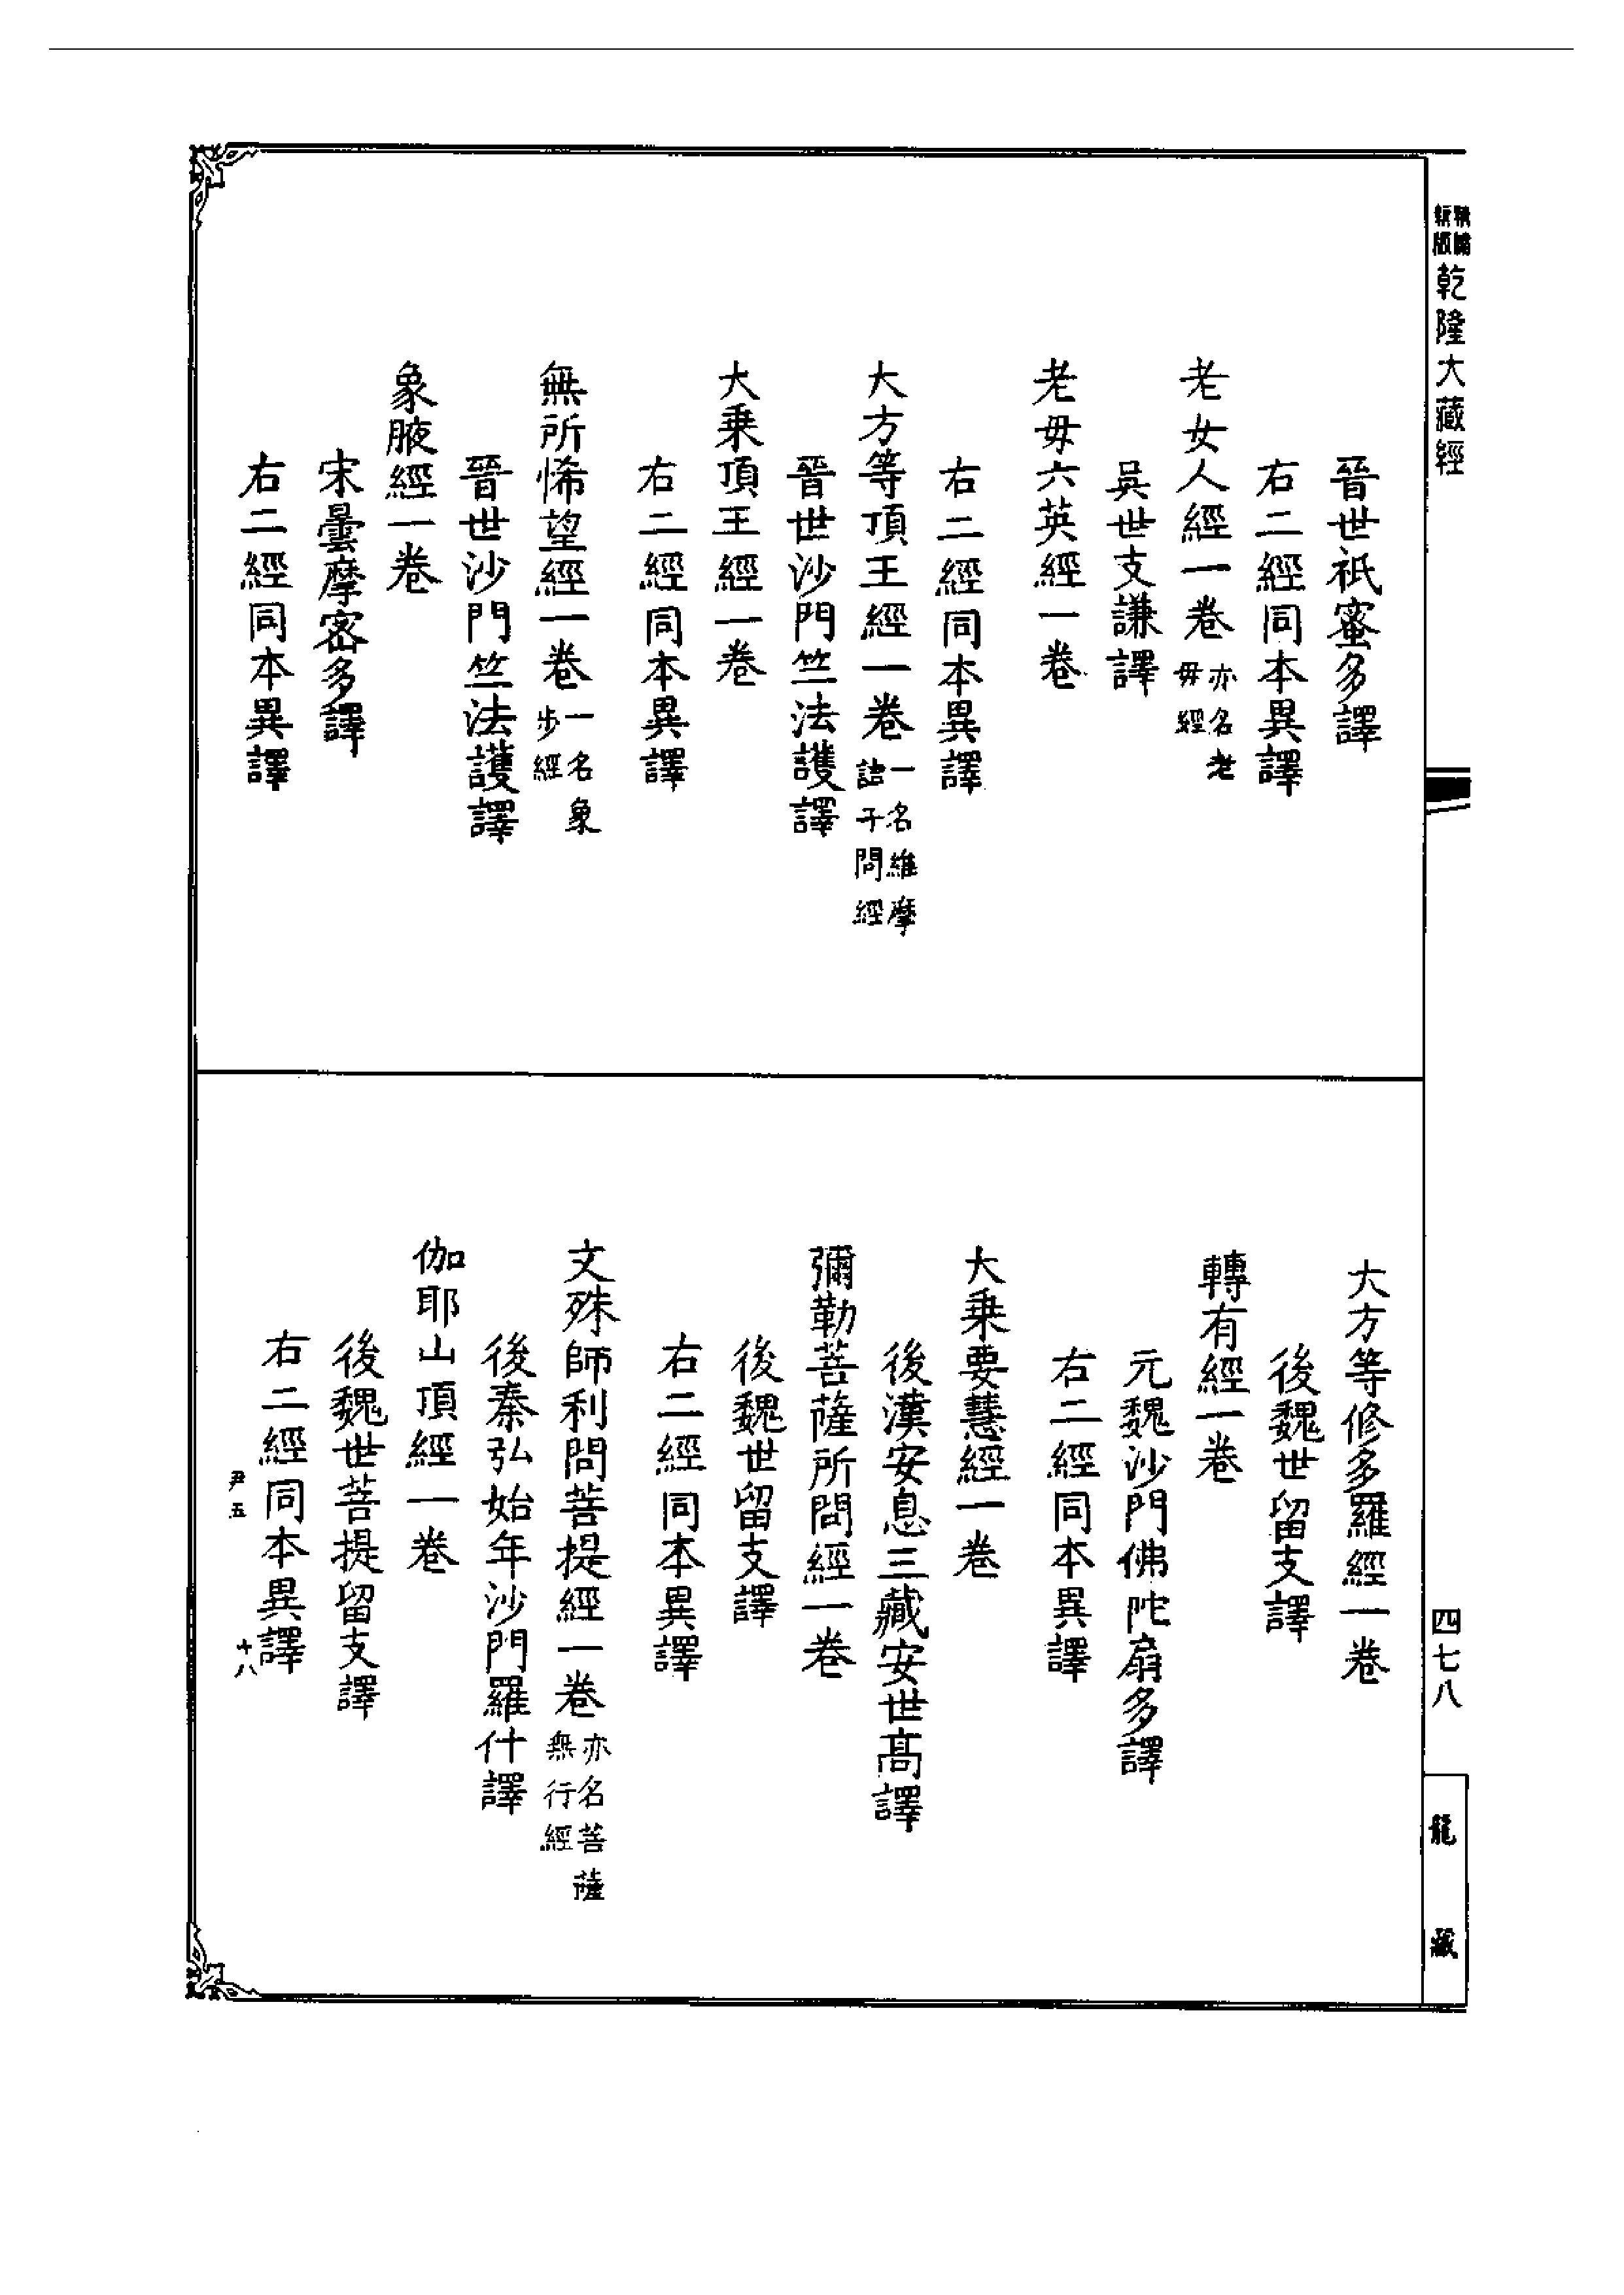 新編
新版
乾隆大藏經
晉世祇蜜多譯
右二經同本異譯
老女人經一卷亦名老毋經
吳世支謙譯
老毋六英經一卷
右二經同本異譯
大方等頂王經一卷一名維摩詰子問經
晉世沙門竺法護譯
大乗頂王經一卷
右二經同本異譯
無所悕望經一卷一名象步經
晉世沙門竺法護譯
象腋經一卷
宋曇摩宻多譯
右二經同本異譯
四七八
龍藏
大方等修多羅經一卷
後魏世留支譯
轉有經一卷
元魏沙門佛陀扇多譯
右二經同本異譯
大乗要慧經一卷
後漢安息三藏安世髙譯
彌勒菩薩所問經一卷
後魏世留支譯
右二經同本異譯
文殊師利問菩提經一卷亦名菩薩無行經
後秦弘始年沙門羅什譯
伽耶山頂經一卷
後魏世菩提留支譯
右二經同本異譯
尹五
十八